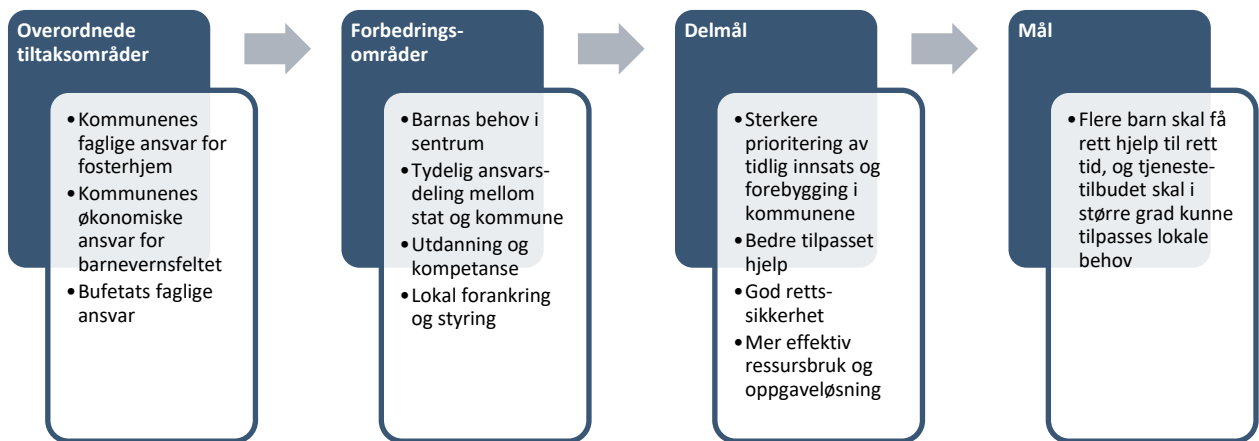 Overordnede
tiltaksområder
•Kommunenes
faglige ansvar for
fosterhjem
•Kommunenes
økonomiske
ansvar for
barnevernsfeltet
•Bufetats faglige
ansvar
Forbedrings-
områder
•Barnas behov i
sentrum
•Tydelig ansvars-
deling mellom
stat og kommune
•Utdanning og
kompetanse
•Lokal forankring
og styring
Delmål
•Sterkere
prioritering av
tidlig innsats og
forebygging i
kommunene
•Bedre tilpasset
hjelp
•God retts-
sikkerhet
•Mer effektiv
ressursbruk og
oppgaveløsning
Mål
•Flere barn skal få
rett hjelp til rett
tid, og tjeneste-
tilbudet skal i
større grad kunne
tilpasses lokale
behov